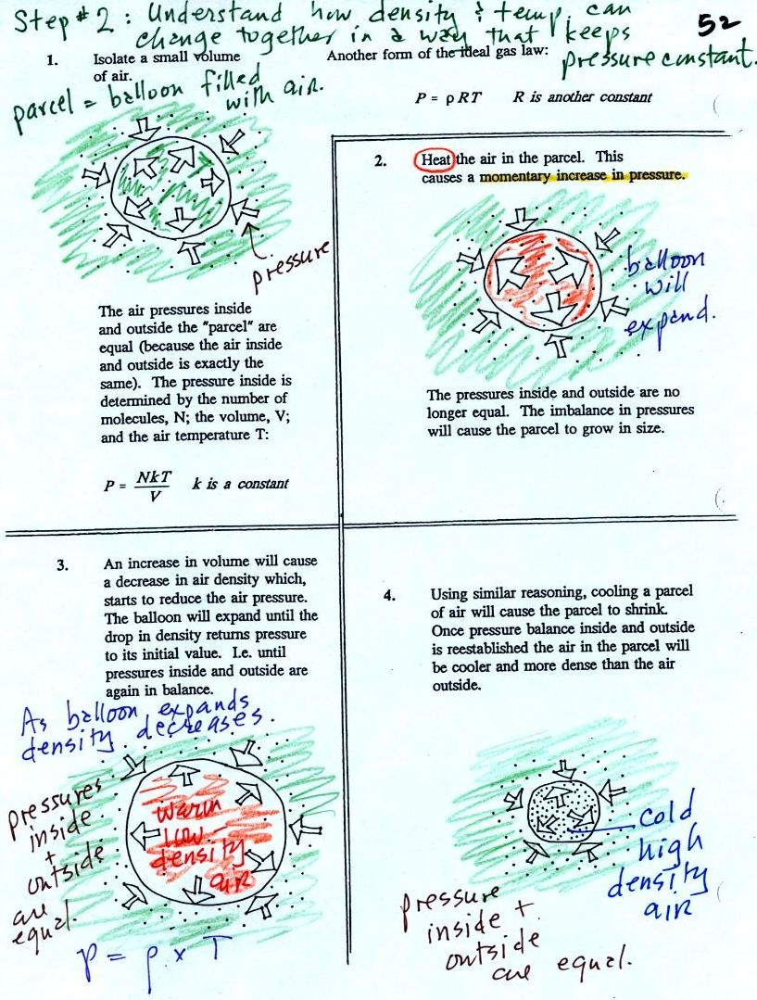 Step #2: Understand how density & temp. can
change together in a way that keeps
pressure constant.
52
1. Isolate a small volume
of air.
parcel = balloon filled
with air.
Another form of the ideal gas law:
P = ρRT R is another constant
pressure
The air pressures inside
and outside the "parcel" are
equal (because the air inside
and outside is exactly the
same). The pressure inside is
determined by the number of
molecules, N; the volume, V;
and the air temperature T:
P = NkT / V k is a constant
2. Heat the air in the parcel. This
causes a momentary increase in pressure.
balloon
will
expand.
The pressures inside and outside are no
longer equal. The imbalance in pressures
will cause the parcel to grow in size.
3. An increase in volume will cause
a decrease in air density which,
starts to reduce the air pressure.
The balloon will expand until the
drop in density returns pressure
to its initial value. I.e. until
pressures inside and outside are
again in balance.
As balloon expands
density decreases.
pressures
inside
+
outside
are
equal.
warm
low
density
air
P = ρ x T
4. Using similar reasoning, cooling a parcel
of air will cause the parcel to shrink.
Once pressure balance inside and outside
is reestablished the air in the parcel will
be cooler and more dense than the air
outside.
cold
high
density
air
pressure
inside +
outside
are equal.